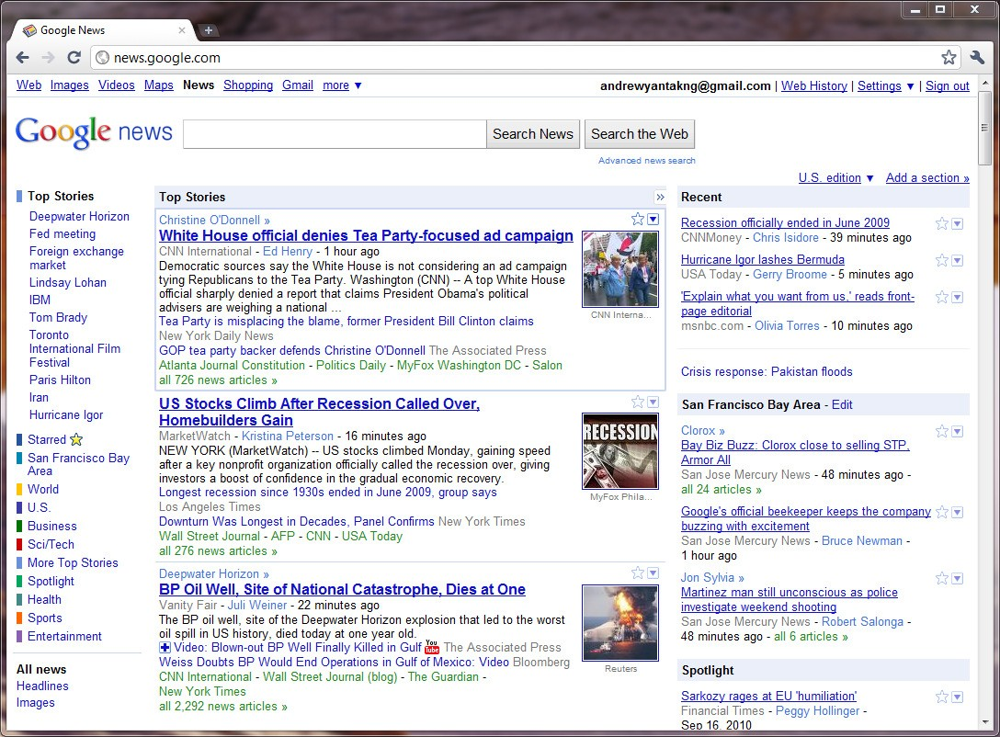 Google News
news.google.com
Web Images Videos Maps News Shopping Gmail more ▼
andrewyantakng@gmail.com | Web History | Settings ▼ | Sign out
Google news
Search News
Search the Web
Advanced news search
U.S. edition ▼ Add a section »
Top Stories
Deepwater Horizon
Fed meeting
Foreign exchange
market
Lindsay Lohan
IBM
Tom Brady
Toronto
International Film
Festival
Paris Hilton
Iran
Hurricane Igor
Starred
San Francisco Bay
Area
World
U.S.
Business
Sci/Tech
More Top Stories
Spotlight
Health
Sports
Entertainment
All news
Headlines
Images
Top Stories »
Christine O'Donnell »
White House official denies Tea Party-focused ad campaign
CNN International - Ed Henry - 1 hour ago
Democratic sources say the White House is not considering an ad campaign
tying Republicans to the Tea Party. Washington (CNN) -- A top White House
official sharply denied a report that claims President Obama's political
advisers are weighing a national ...
Tea Party is misplacing the blame, former President Bill Clinton claims
New York Daily News
GOP tea party backer defends Christine O'Donnell The Associated Press
Atlanta Journal Constitution - Politics Daily - MyFox Washington DC - Salon
all 726 news articles »
CNN Interna...
US Stocks Climb After Recession Called Over,
Homebuilders Gain
MarketWatch - Kristina Peterson - 16 minutes ago
NEW YORK (MarketWatch) -- US stocks climbed Monday, gaining speed
after a key nonprofit organization officially called the recession over, giving
investors a boost of confidence in the gradual economic recovery.
Longest recession since 1930s ended in June 2009, group says
Los Angeles Times
Downturn Was Longest in Decades, Panel Confirms New York Times
Wall Street Journal - AFP - CNN - USA Today
all 276 news articles »
RECESSION
MyFox Phila...
Deepwater Horizon »
BP Oil Well, Site of National Catastrophe, Dies at One
Vanity Fair - Juli Weiner - 22 minutes ago
The BP oil well, site of the Deepwater Horizon explosion that led to the worst
oil spill in US history, died today at one year old.
Video: Blown-out BP Well Finally Killed in Gulf You Tube The Associated Press
Weiss Doubts BP Would End Operations in Gulf of Mexico: Video Bloomberg
CNN International - Wall Street Journal (blog) - The Guardian -
New York Times
all 2,292 news articles »
Reuters
Recent
Recession officially ended in June 2009
CNNMoney - Chris Isidore - 39 minutes ago
Hurricane Igor lashes Bermuda
USA Today - Gerry Broome - 5 minutes ago
'Explain what you want from us,' reads front-
page editorial
msnbc.com - Olivia Torres - 10 minutes ago
Crisis response: Pakistan floods
San Francisco Bay Area - Edit
Clorox »
Bay Biz Buzz: Clorox close to selling STP,
Armor All
San Jose Mercury News - 48 minutes ago -
all 24 articles »
Google's official beekeeper keeps the company
buzzing with excitement
San Jose Mercury News - Bruce Newman -
1 hour ago
Jon Sylvia »
Martinez man still unconscious as police
investigate weekend shooting
San Jose Mercury News - Robert Salonga -
48 minutes ago - all 6 articles »
Spotlight
Sarkozy rages at EU 'humiliation'
Financial Times - Peggy Hollinger -
Sep 16, 2010